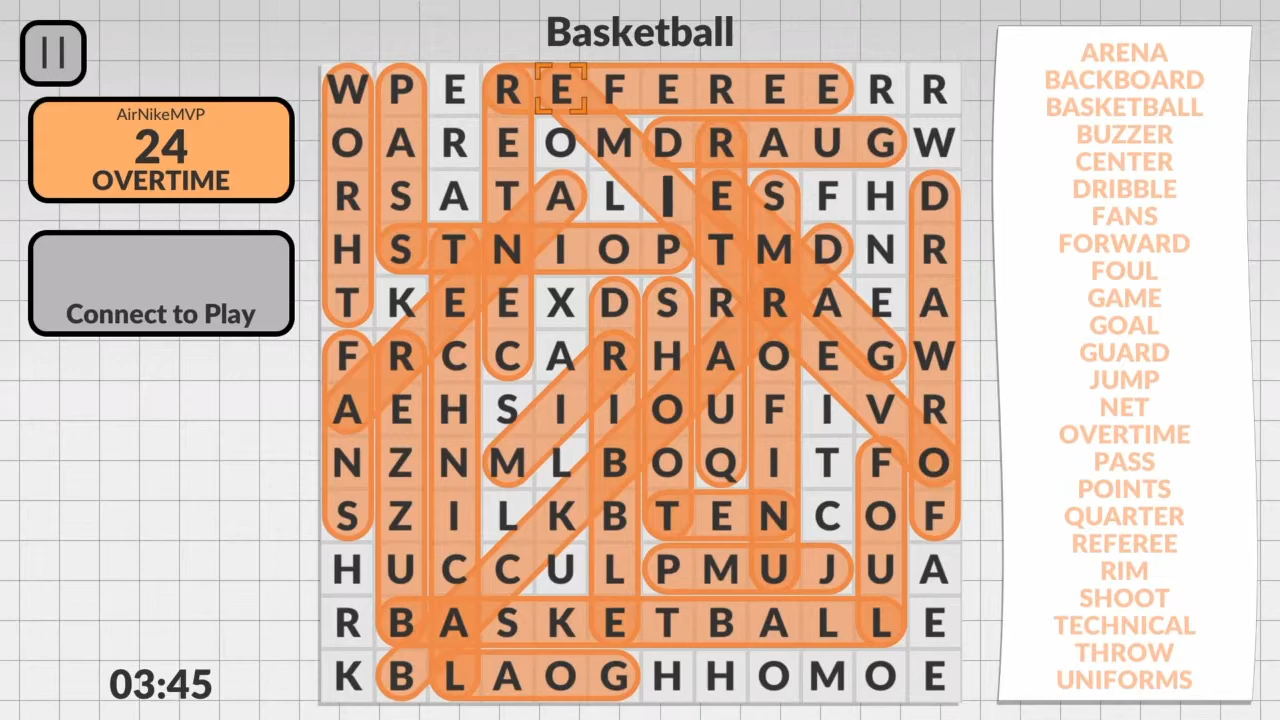 Basketball
AirNikeMVP
24
OVERTIME
Connect to Play
03:45
W P E R E F E R E E R R
O A R E O M D R A U G W
R S A T A L I E S F H D
H S T N I O P T M D N R
T K E E X D S R R A E A
F R C C A R H A O E G W
A E H S I I O U F I V R
N Z N M L B O Q I T F O
S Z I L K B T E N C O F
H U C C U L P M U J U A
R B A S K E T B A L L E
K B L A O G H H O M O E
ARENA
BACKBOARD
BASKETBALL
BUZZER
CENTER
DRIBBLE
FANS
FORWARD
FOUL
GAME
GOAL
GUARD
JUMP
NET
OVERTIME
PASS
POINTS
QUARTER
REFEREE
RIM
SHOOT
TECHNICAL
THROW
UNIFORMS